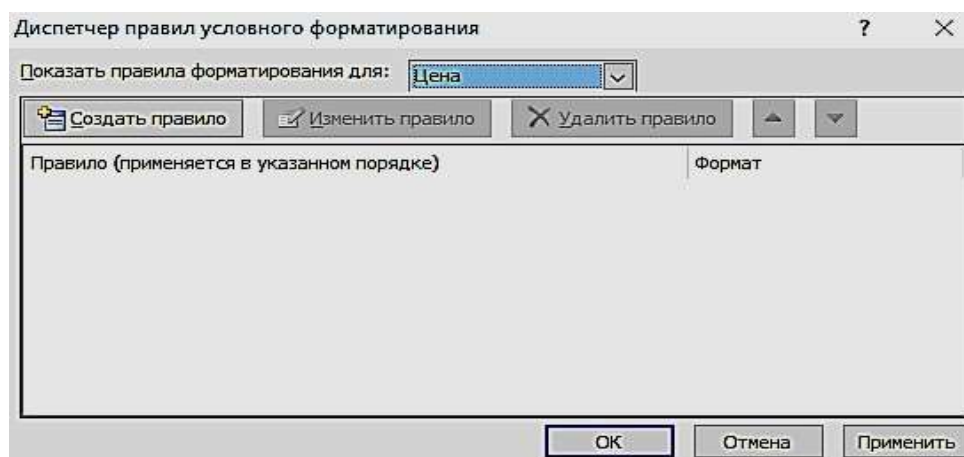 Диспетчер правил условного форматирования ?
Показать правила форматирования для: Цена
Создать правило Изменить правило Удалить правило
Правило (применяется в указанном порядке) Формат
OK Отмена Применить